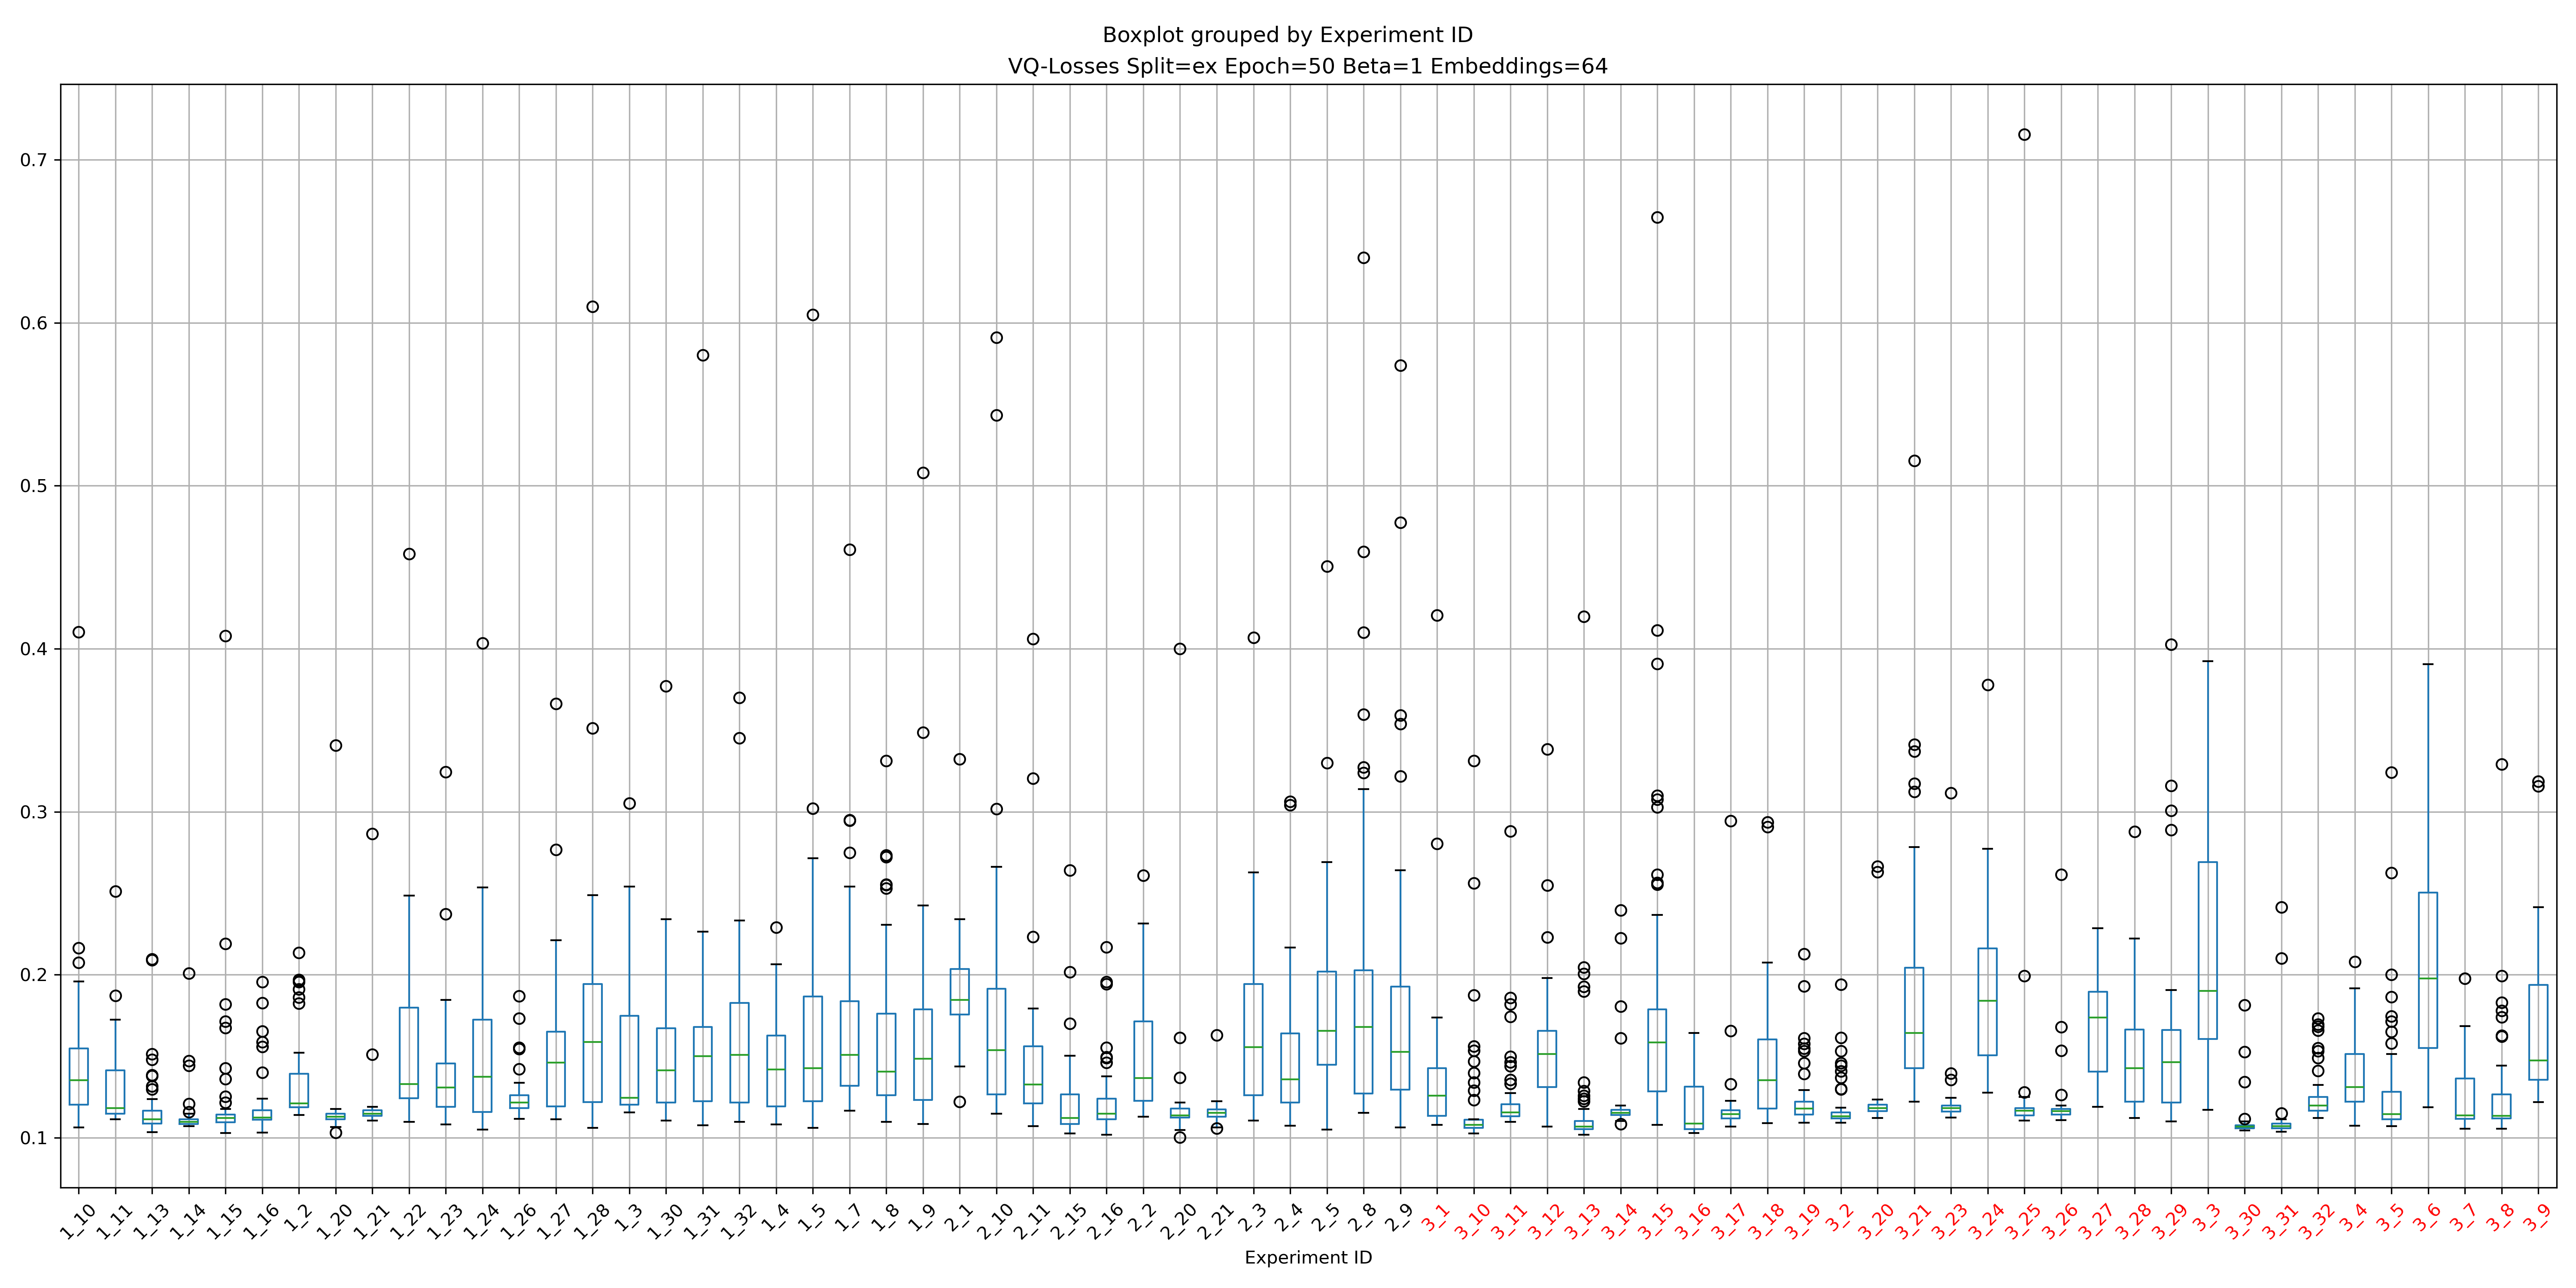 Boxplot grouped by Experiment ID
VQ-Losses Split=ex Epoch=50 Beta=1 Embeddings=64
0.7
0.6
0.5
0.4
0.3
0.2
0.1
1_10 1_11 1_13 1_14 1_15 1_16 1_2 1_20 1_21 1_22 1_23 1_24 1_26 1_27 1_28 1_3 1_30 1_31 1_32 1_4 1_5 1_7 1_8 1_9 2_1 2_10 2_11 2_15 2_16 2_2 2_20 2_21 2_3 2_4 2_5 2_8 2_9 3_1 3_10 3_11 3_12 3_13 3_14 3_15 3_16 3_17 3_18 3_19 3_2 3_20 3_21 3_23 3_24 3_25 3_26 3_27 3_28 3_29 3_3 3_30 3_31 3_32 3_4 3_5 3_6 3_7 3_8 3_9
Experiment ID